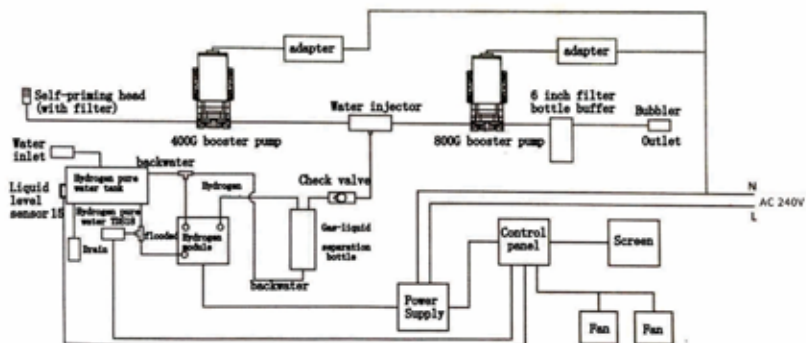 adapter
adapter
Self-priming head
(with filter)
Water injector
6 inch filter
bottle buffer
Bubbler
400G booster pump
800G booster pump
Outlet
Water
inlet
backwater
Hydrogen pure
water tank
Hydrogen
Check valve
Liquid
level
sensor 15
Hydrogen pure
flooded
Hydrogen
module
Gas-liquid
separation
bottle
Drain
backwater
N
AC 240V
L
Control
panel
Screen
Power
Supply
Fan
Fan